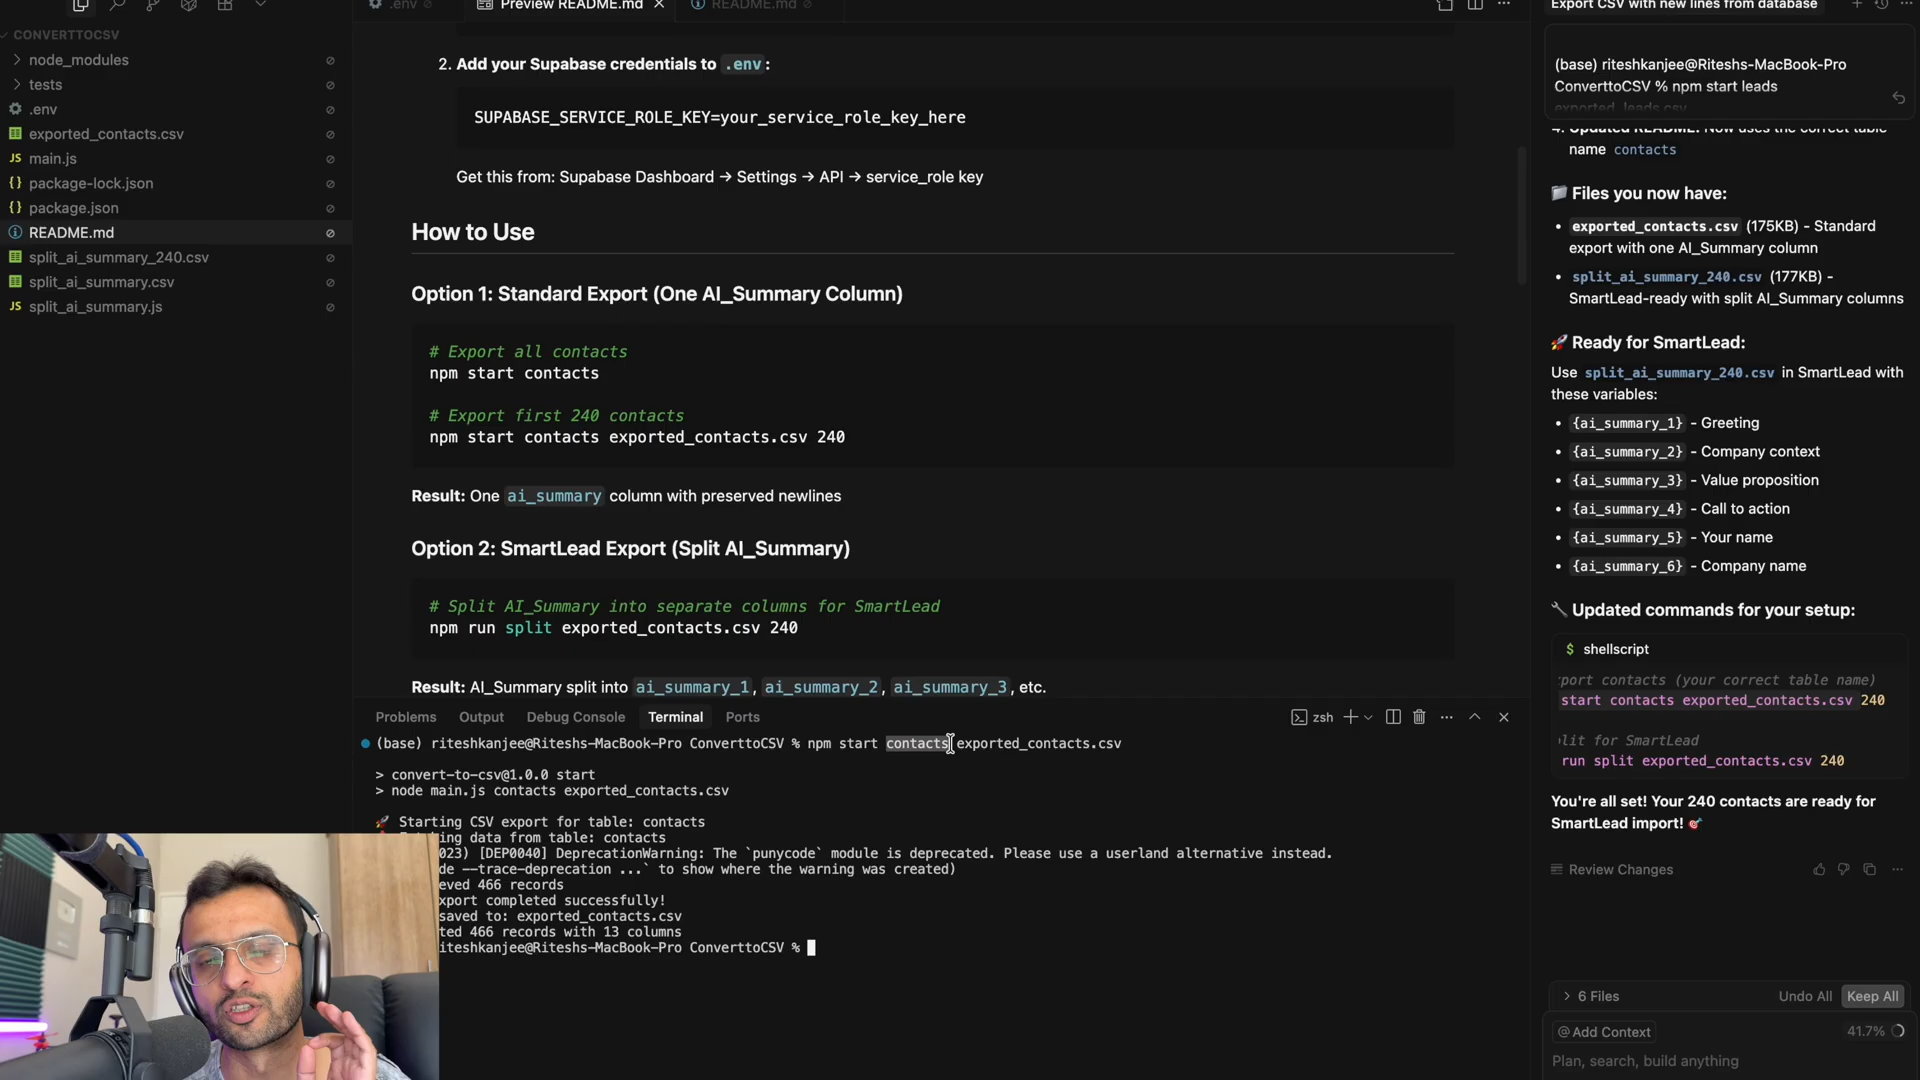 CONVERTTOCSV
node_modules
tests
.env
exported_contacts.csv
JS main.js
{} package-lock.json
{} package.json
README.md
split_ai_summary_240.csv
split_ai_summary.csv
JS split_ai_summary.js
.env
Preview README.md
README.md
2. Add your Supabase credentials to .env:
SUPABASE_SERVICE_ROLE_KEY=your_service_role_key_here
Get this from: Supabase Dashboard → Settings → API → service_role key
How to Use
Option 1: Standard Export (One AI_Summary Column)
# Export all contacts
npm start contacts
# Export first 240 contacts
npm start contacts exported_contacts.csv 240
Result: One ai_summary column with preserved newlines
Option 2: SmartLead Export (Split AI_Summary)
# Split AI_Summary into separate columns for SmartLead
npm run split exported_contacts.csv 240
Result: AI_Summary split into ai_summary_1, ai_summary_2, ai_summary_3, etc.
Problems Output Debug Console Terminal Ports
zsh
(base) riteshkanjee@Riteshs-MacBook-Pro ConverttoCSV % npm start contacts exported_contacts.csv
> convert-to-csv@1.0.0 start
> node main.js contacts exported_contacts.csv
🚀 Starting CSV export for table: contacts
ing data from table: contacts
023) [DEP0040] DeprecationWarning: The `punycode` module is deprecated. Please use a userland alternative instead.
de --trace-deprecation ...` to show where the warning was created)
eved 466 records
xport completed successfully!
saved to: exported_contacts.csv
ted 466 records with 13 columns
iteshkanjee@Riteshs-MacBook-Pro ConverttoCSV %
Export CSV with new lines from database
(base) riteshkanjee@Riteshs-MacBook-Pro
ConverttoCSV % npm start leads
exported_leads.csv
4. Updated README: Now uses the correct table
name contacts
📁 Files you now have:
• exported_contacts.csv (175KB) - Standard
export with one AI_Summary column
• split_ai_summary_240.csv (177KB) -
SmartLead-ready with split AI_Summary columns
🚀 Ready for SmartLead:
Use split_ai_summary_240.csv in SmartLead with
these variables:
• {ai_summary_1} - Greeting
• {ai_summary_2} - Company context
• {ai_summary_3} - Value proposition
• {ai_summary_4} - Call to action
• {ai_summary_5} - Your name
• {ai_summary_6} - Company name
🔧 Updated commands for your setup:
$ shellscript
port contacts (your correct table name)
start contacts exported_contacts.csv 240
lit for SmartLead
run split exported_contacts.csv 240
You're all set! Your 240 contacts are ready for
SmartLead import! 🎯
Review Changes
6 Files Undo All Keep All
@ Add Context 41.7%
Plan, search, build anything